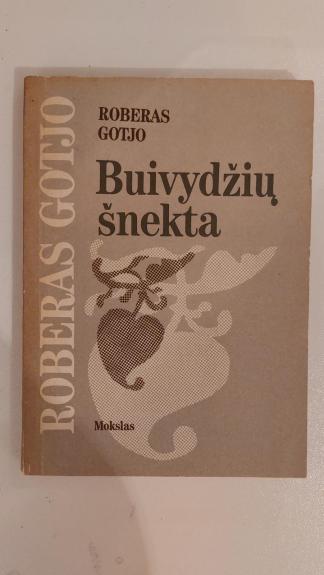 ROBERAS GOTJO
ROBERAS
GOTJO
Buivydžių
šnekta
Mokslas